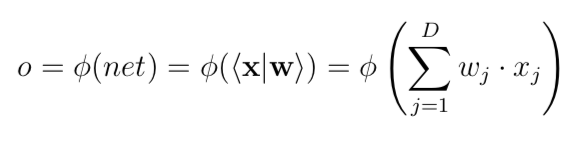 o = ϕ(net) = ϕ(⟨𝐱|𝐰⟩) = ϕ(∑_{j=1}^{D} w_j · x_j)